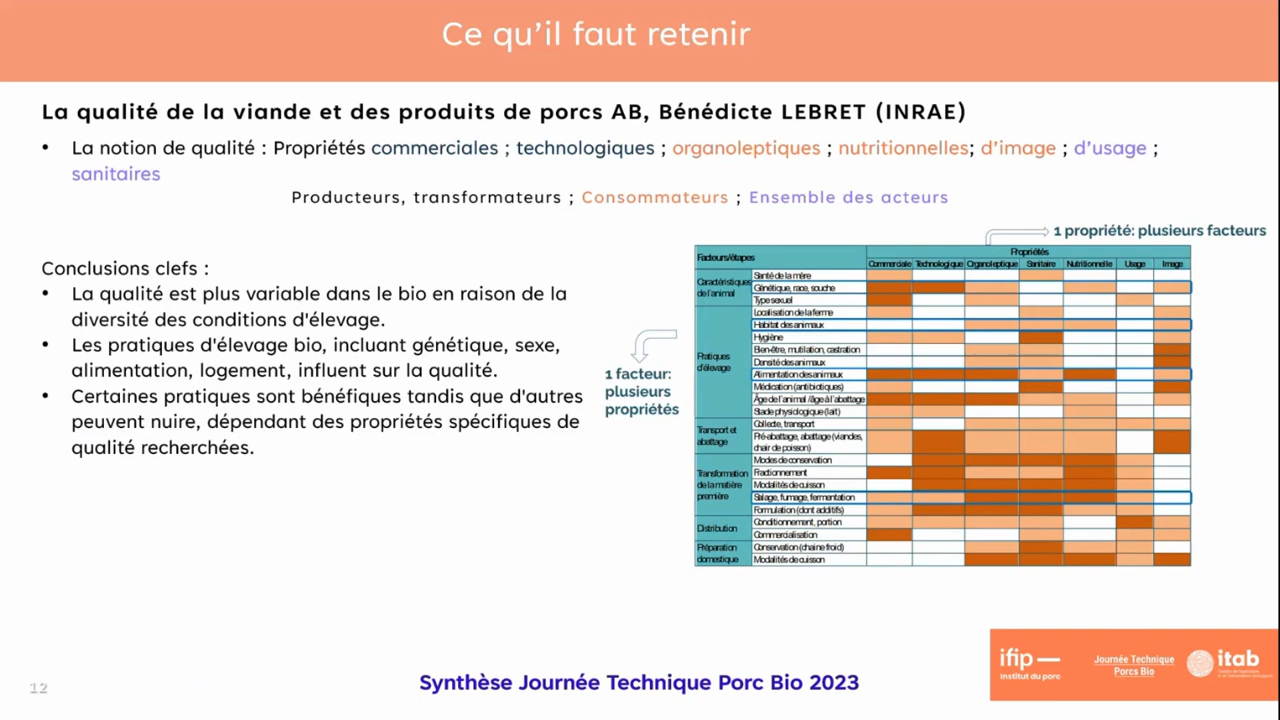 Ce qu'il faut retenir
La qualité de la viande et des produits de porcs AB, Bénédicte LEBRET (INRAE)
• La notion de qualité : Propriétés commerciales ; technologiques ; organoleptiques ; nutritionnelles; d'image ; d'usage ;
sanitaires
Producteurs, transformateurs ; Consommateurs ; Ensemble des acteurs
1 propriété: plusieurs facteurs
Conclusions clefs :
• La qualité est plus variable dans le bio en raison de la
diversité des conditions d'élevage.
• Les pratiques d'élevage bio, incluant génétique, sexe,
alimentation, logement, influent sur la qualité.
• Certaines pratiques sont bénéfiques tandis que d'autres
peuvent nuire, dépendant des propriétés spécifiques de
qualité recherchées.
1 facteur:
plusieurs
propriétés
Facteurs/étapes
Propriétés
Commerciale Technologique Organoleptique Sanitaire Nutritionnelle Usage Image
Caractéristiques
de l'animal
Santé de la mère
Génétique, race, souche
Type sexuel
Pratiques
d'élevage
Localisation de la ferme
Habitat des animaux
Hygiène
Bien-être, mutilation, castration
Densité des animaux
Alimentation des animaux
Médication (antibiotiques)
Âge de l'animal /âge à l'abattage
Stade physiologique (lait)
Transport et
abattage
Collecte, transport
Pré-abattage, abattage (viandes,
chair de poisson)
Transformation
de la matière
première
Modes de conservation
Fractionnement
Modalités de cuisson
Salage, fumage, fermentation
Formulation (dont additifs)
Distribution
Conditionnement, portion
Commercialisation
Préparation
domestique
Conservation (chaine froid)
Modalités de cuisson
12
Synthèse Journée Technique Porc Bio 2023
ifip
institut du porc
Journée Technique
Porcs Bio
itab